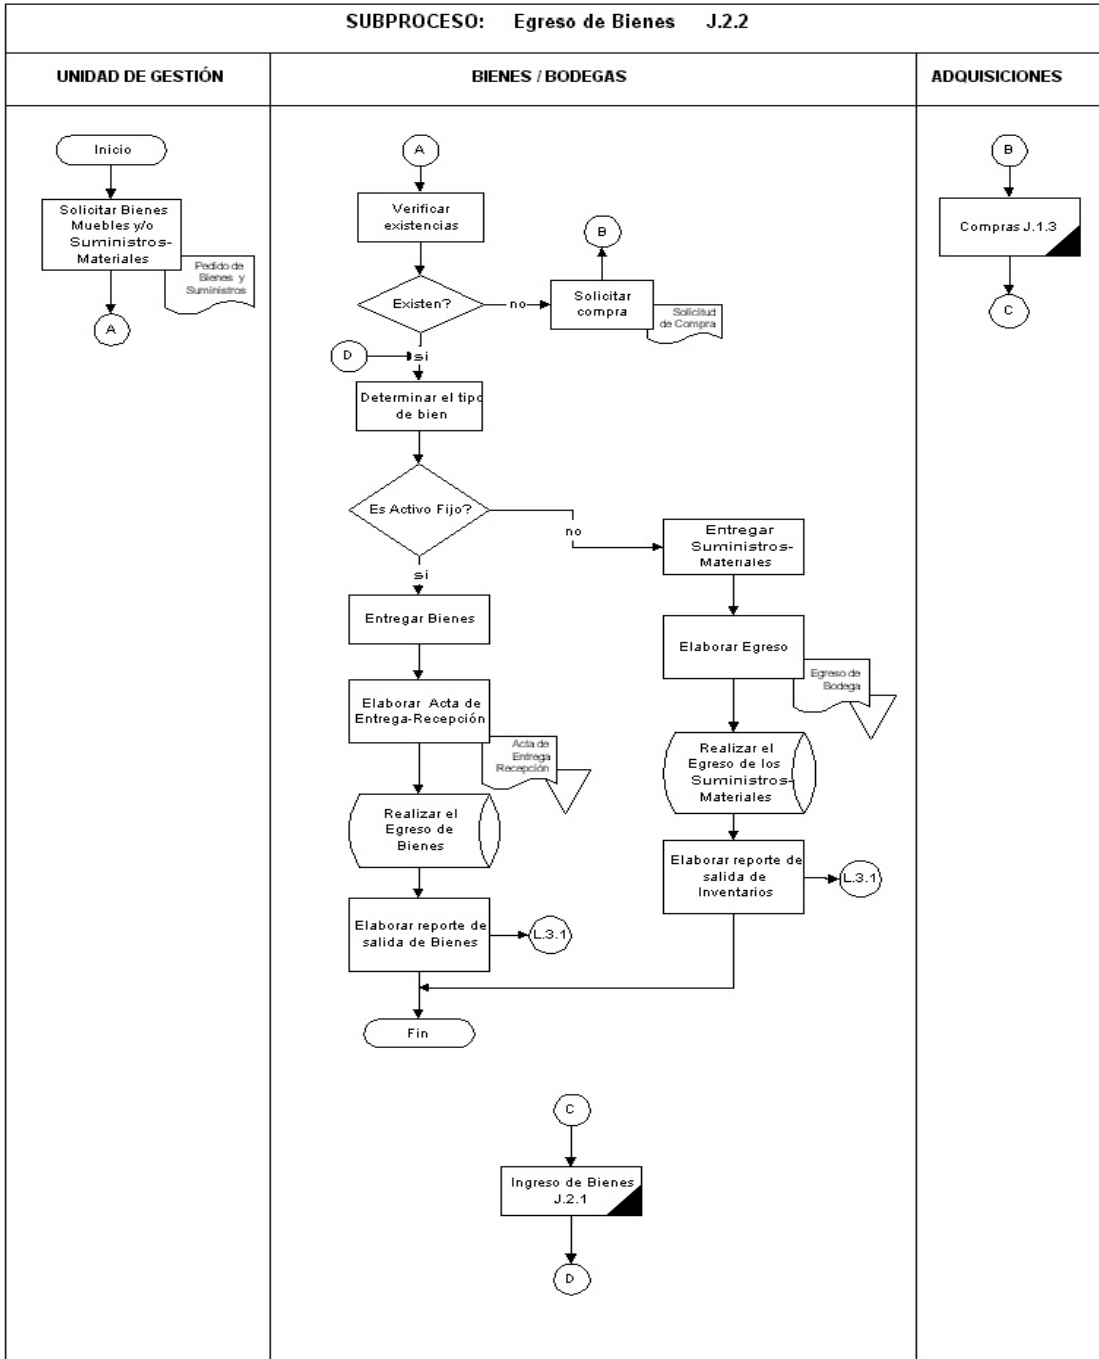 SUBPROCESO: Egreso de Bienes J.2.2
UNIDAD DE GESTIÓN
BIENES / BODEGAS
ADQUISICIONES
Inicio
Solicitar Bienes
Muebles y/o
Suministros-
Materiales
Pedido de
Bienes y
Suministros
A
A
Verificar
existencias
Existen?
no
Solicitar
compra
Solicitud
de Compra
B
D
si
Determinar el tipo
de bien
Es Activo Fijo?
no
si
Entregar Bienes
Elaborar Acta de
Entrega-Recepción
Acta de
Entrega
Recepción
Realizar el
Egreso de
Bienes
Elaborar reporte de
salida de Bienes
L.3.1
Fin
Entregar
Suministros-
Materiales
Elaborar Egreso
Egreso de
Bodega
Realizar el
Egreso de los
Suministros-
Materiales
Elaborar reporte de
salida de
Inventarios
L.3.1
C
Ingreso de Bienes
J.2.1
D
B
Compras J.1.3
C